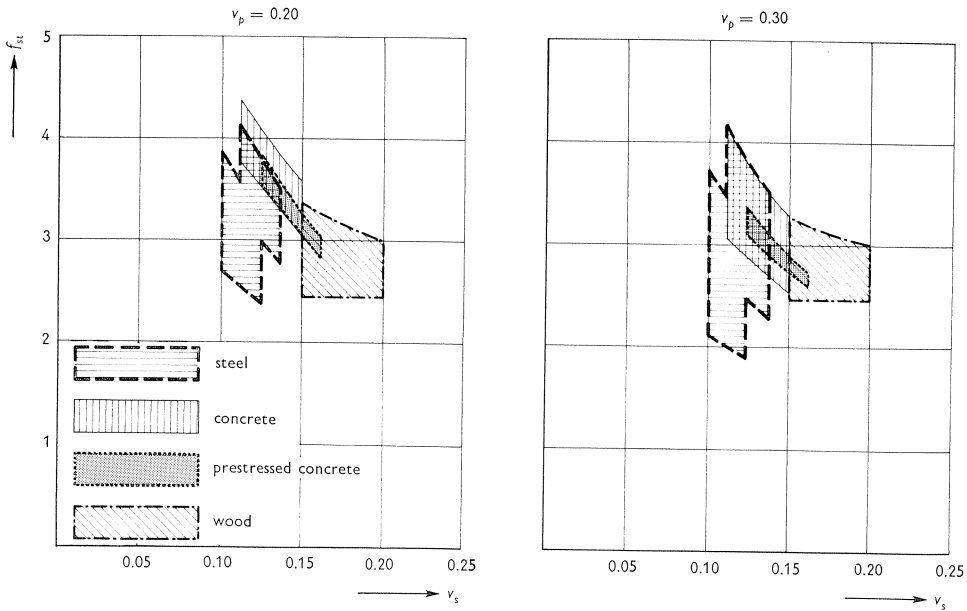 v_p = 0.20
v_p = 0.30
f_st
5
4
3
2
1
steel
concrete
prestressed concrete
wood
0.05 0.10 0.15 0.20 0.25
v_s
0.05 0.10 0.15 0.20 0.25
v_s